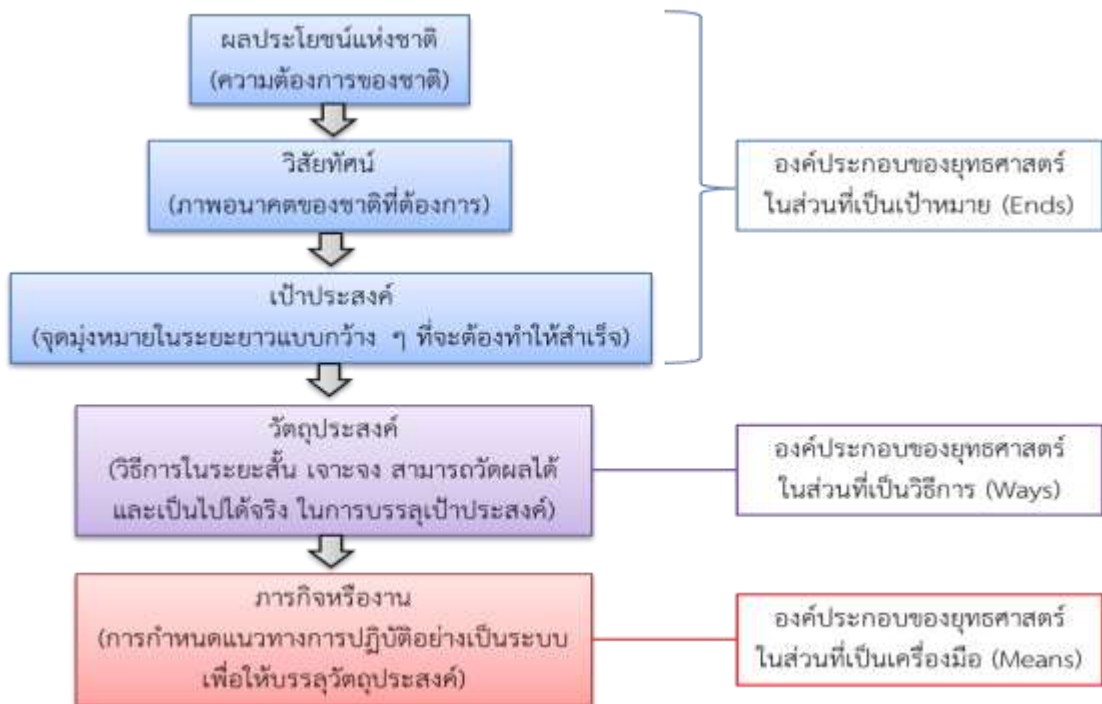 ผลประโยชน์แห่งชาติ
(ความต้องการของชาติ)
วิสัยทัศน์
(ภาพอนาคตของชาติที่ต้องการ)
องค์ประกอบของยุทธศาสตร์
ในส่วนที่เป็นเป้าหมาย (Ends)
เป้าประสงค์
(จุดมุ่งหมายในระยะยาวแบบกว้าง ๆ ที่จะต้องทำให้สำเร็จ)
วัตถุประสงค์
(วิธีการในระยะสั้น เจาะจง สามารถวัดผลได้
และเป็นไปได้จริง ในการบรรลุเป้าประสงค์)
องค์ประกอบของยุทธศาสตร์
ในส่วนที่เป็นวิธีการ (Ways)
ภารกิจหรืองาน
(การกำหนดแนวทางการปฏิบัติอย่างเป็นระบบ
เพื่อให้บรรลุวัตถุประสงค์)
องค์ประกอบของยุทธศาสตร์
ในส่วนที่เป็นเครื่องมือ (Means)